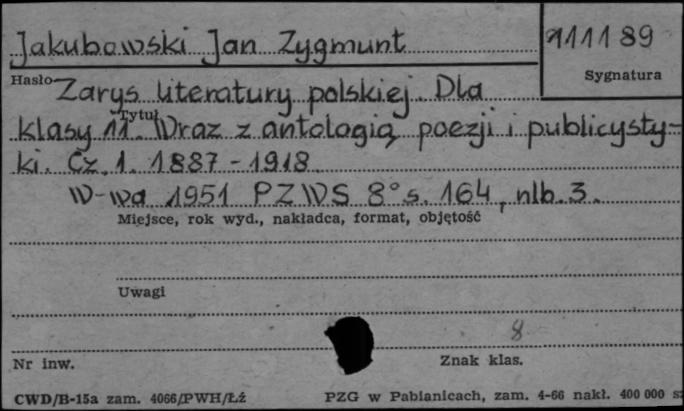 Jakubowski Jan Zygmunt
Hasło
111189
Sygnatura
Zarys literatury polskiej. Dla
Tytuł
klasy 11. Wraz z antologią poezji i publicysty-
ki. Cz. 1. 1887-1918
W-wa 1951 PZWS 8° s. 164, nlb. 3.
Miejsce, rok wyd., nakładca, format, objętość
Uwagi
8
Nr inw.
Znak klas.
CWD/B-15a zam. 4066/PWH/Łź
PZG w Pabianicach, zam. 4-66 nakł. 400 000